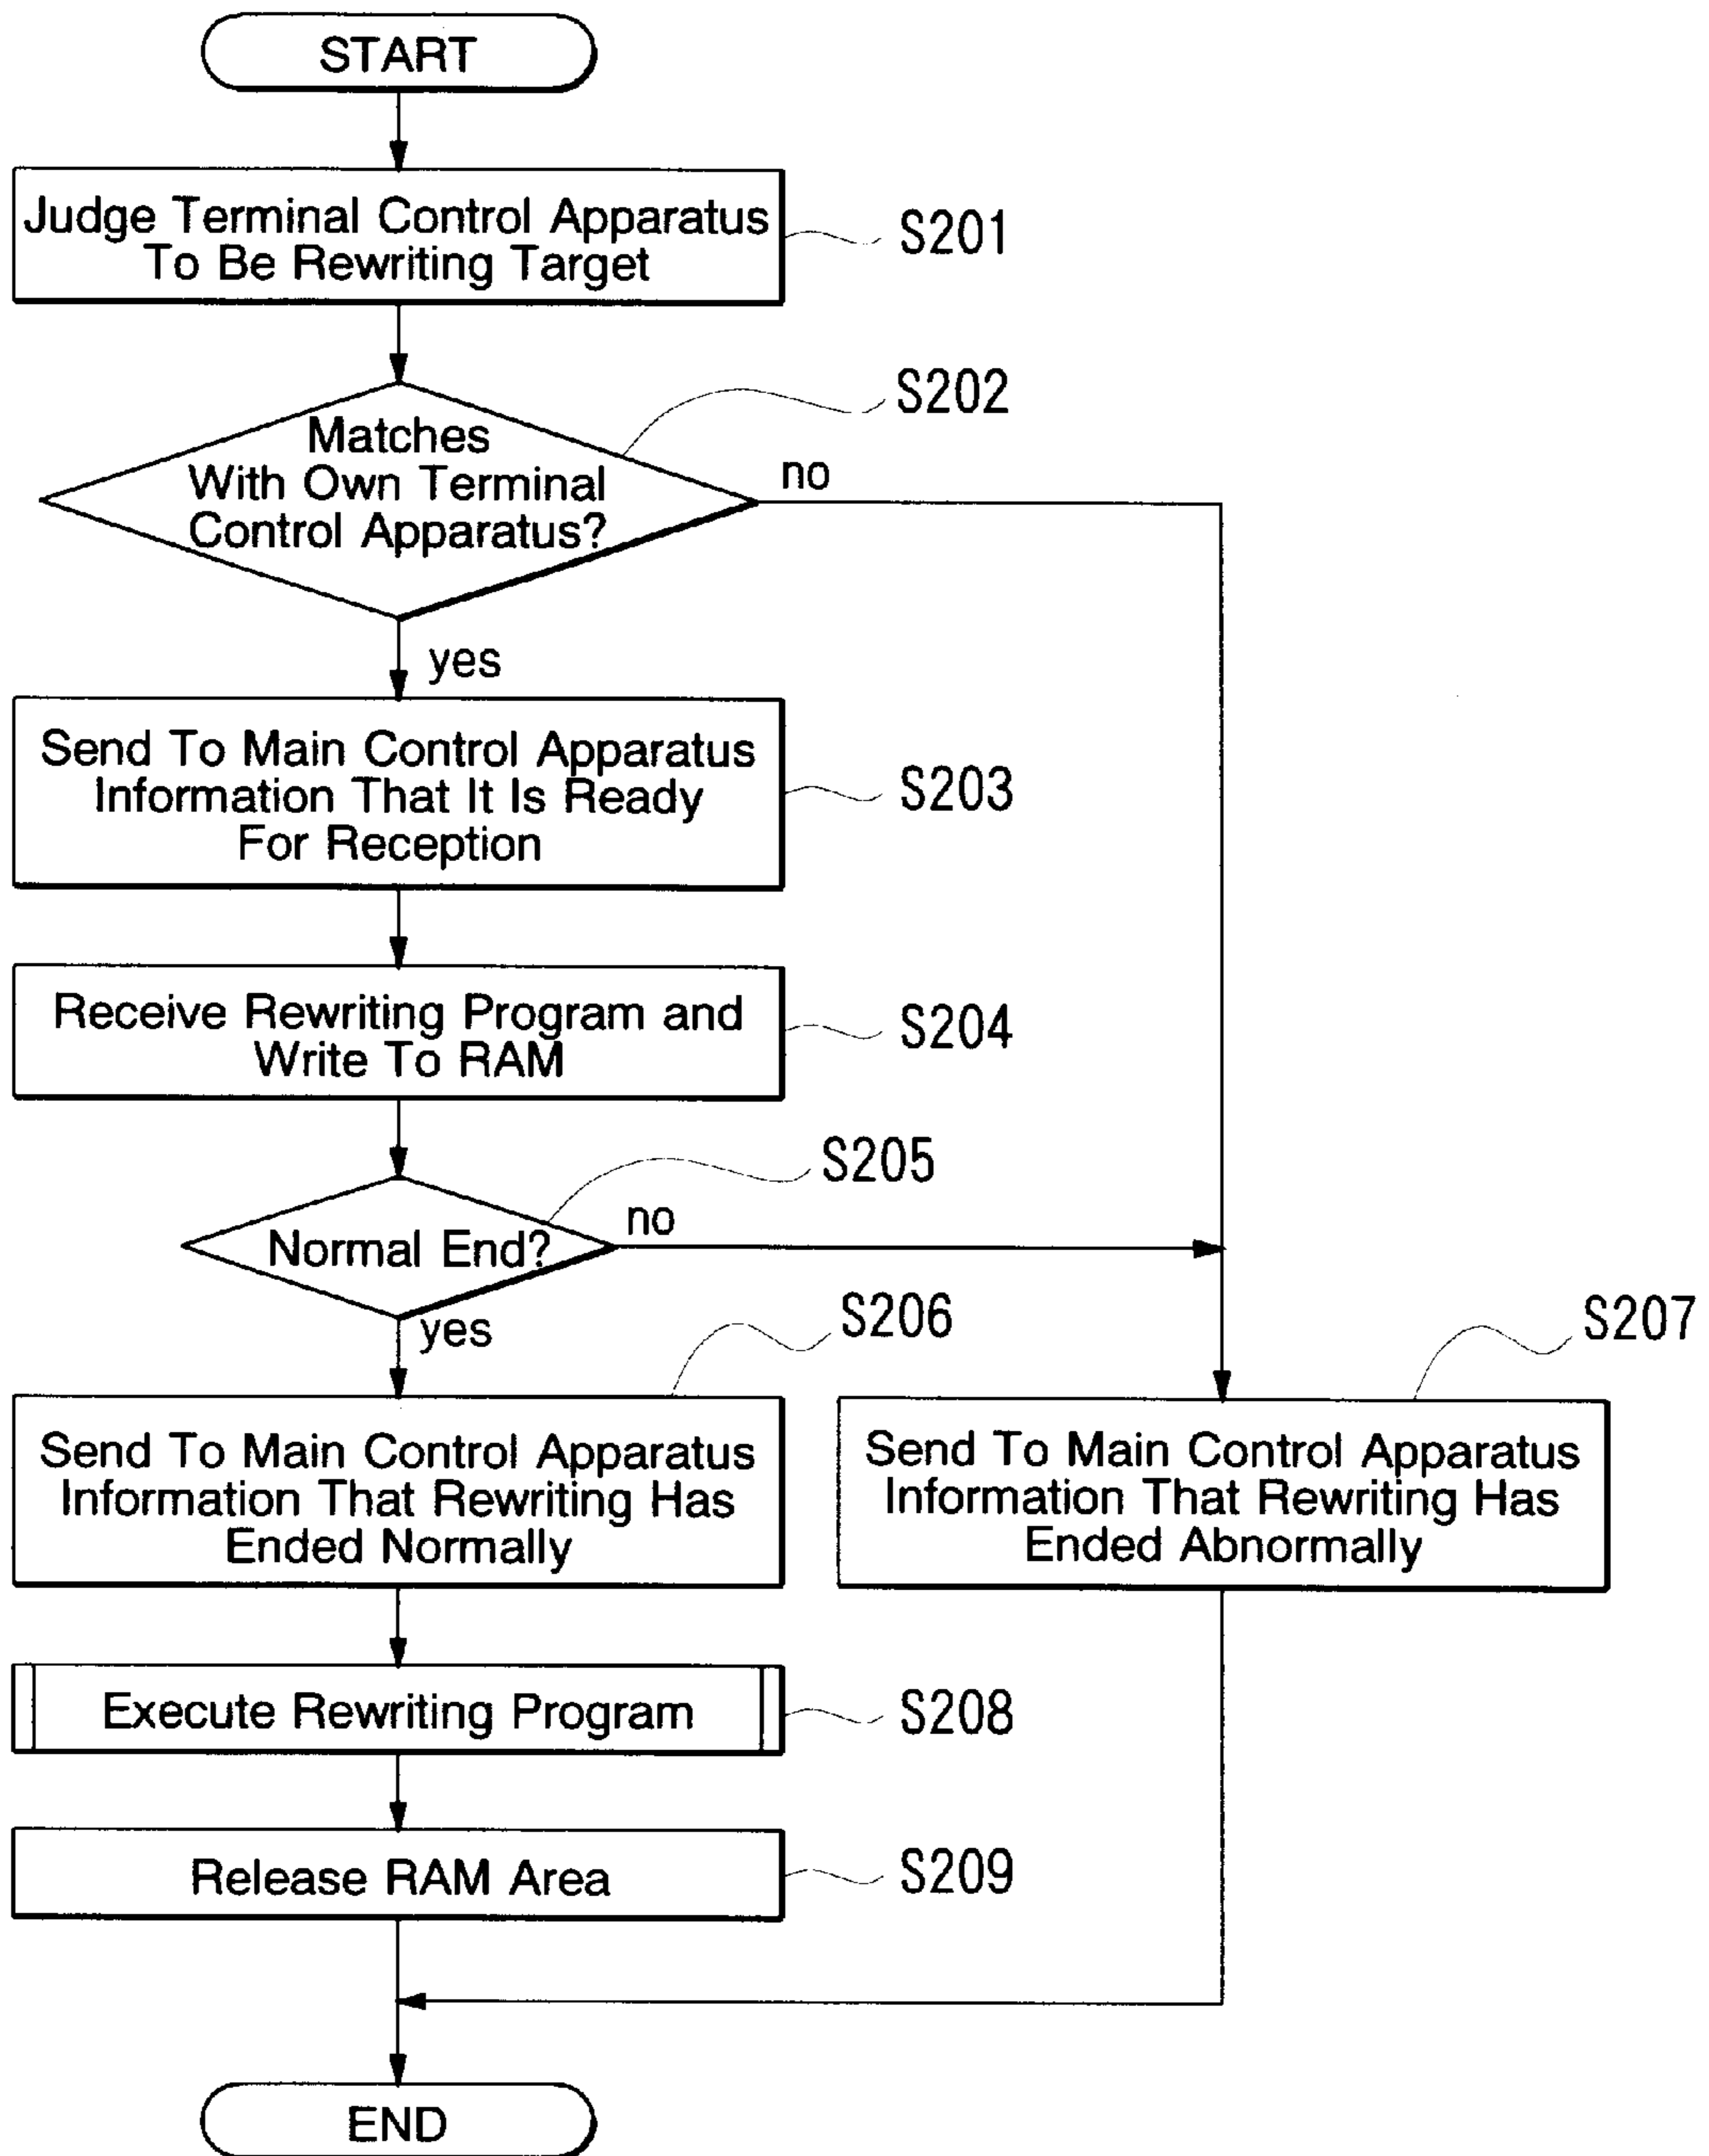 START
Judge Terminal Control Apparatus
To Be Rewriting Target
S201
S202
Matches
With Own Terminal
Control Apparatus?
no
yes
Send To Main Control Apparatus
Information That It Is Ready
For Reception
S203
Receive Rewriting Program and
Write To RAM
S204
S205
Normal End?
no
yes
S206
Send To Main Control Apparatus
Information That Rewriting Has
Ended Normally
S207
Send To Main Control Apparatus
Information That Rewriting Has
Ended Abnormally
Execute Rewriting Program
S208
Release RAM Area
S209
END